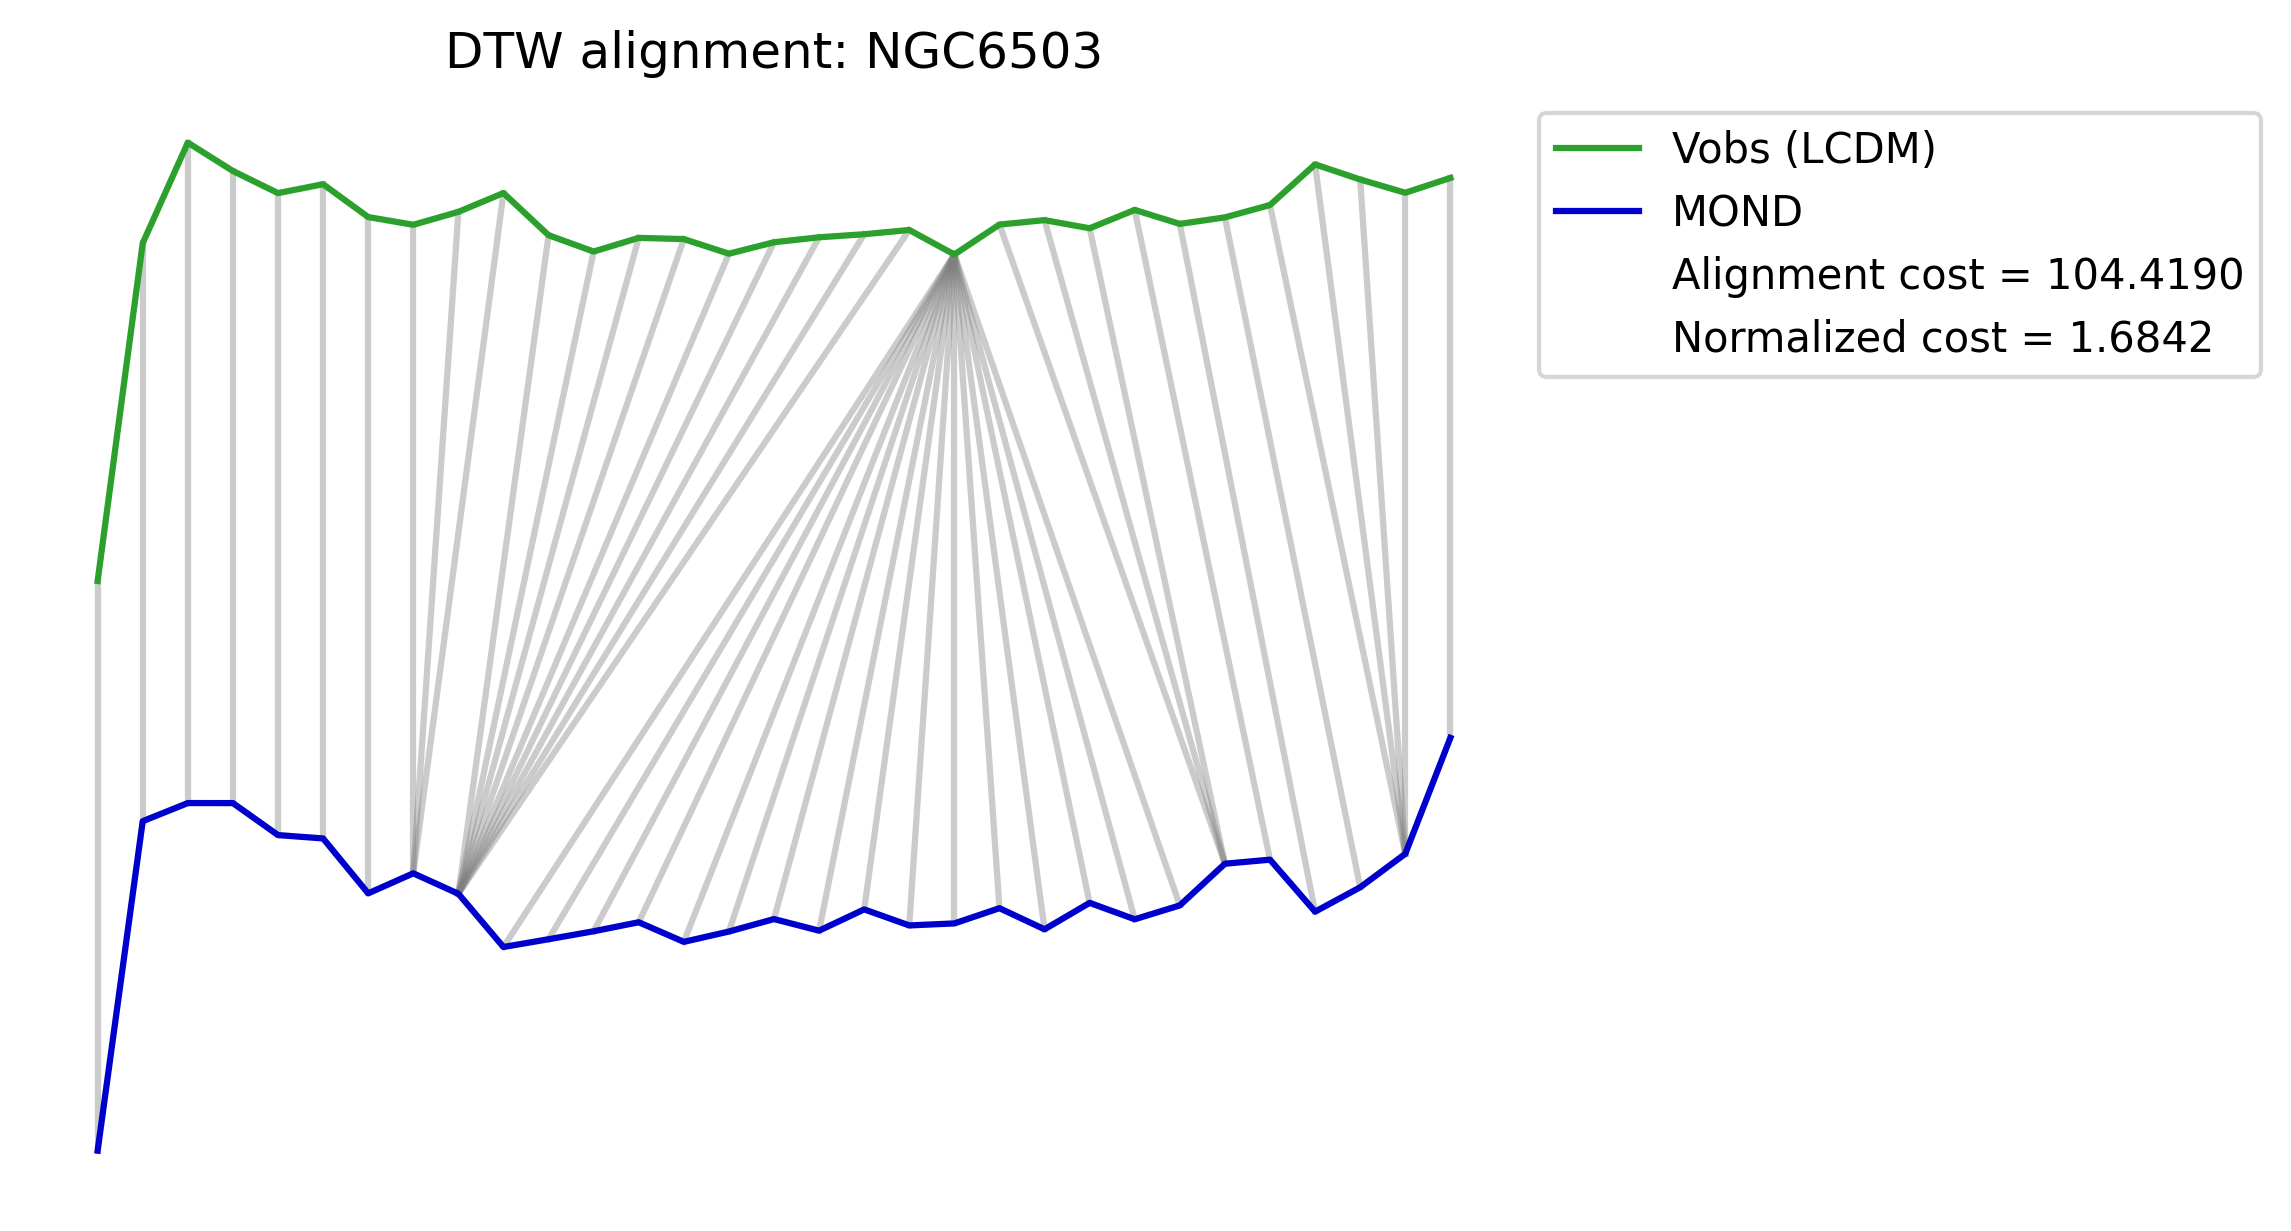 DTW alignment: NGC6503
Vobs (LCDM)
MOND
Alignment cost = 104.4190
Normalized cost = 1.6842